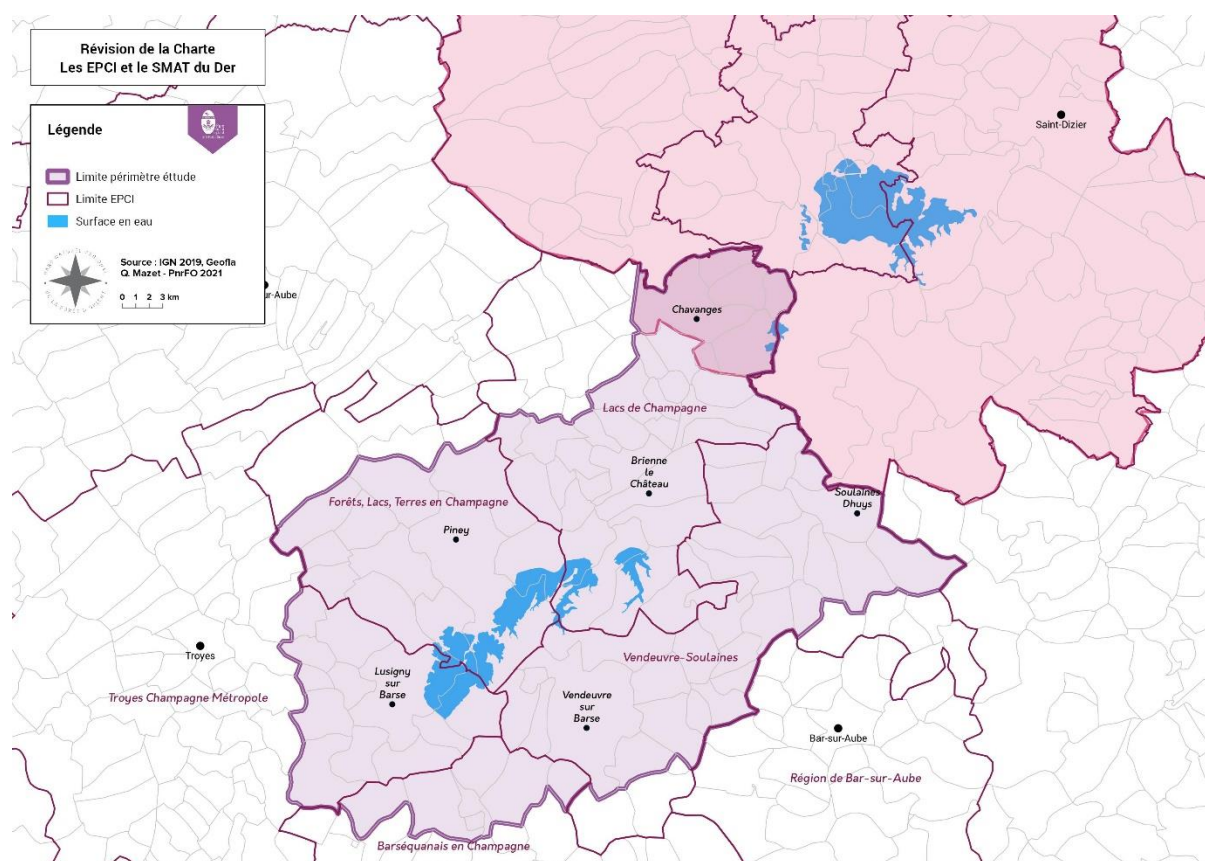 Révision de la Charte
Les EPCI et le SMAT du Der
Légende
Limite périmètre éttude
Limite EPCI
Surface en eau
Source : IGN 2019, Geofla
Q. Mazet - PnrFO 2021
0 1 2 3 km
ur-Aube
Saint-Dizier
Chavanges
Lacs de Champagne
Brienne
le
Château
Soulaines
Dhuys
Forêts, Lacs, Terres en Champagne
Piney
Troyes
Troyes Champagne Métropole
Lusigny
sur
Barse
Vendeuvre-Soulaines
Vendeuvre
sur
Barse
Bar-sur-Aube
Région de Bar-sur-Aube
Barséquanais en Champagne